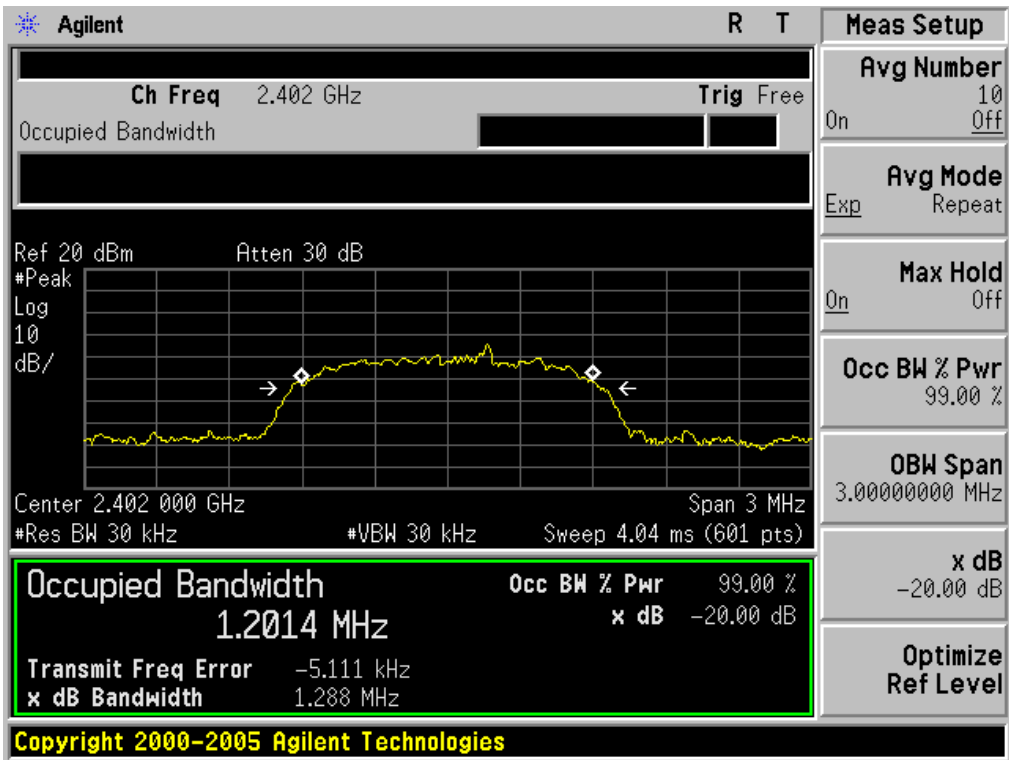 Agilent R T
Ch Freq 2.402 GHz Trig Free
Occupied Bandwidth
Ref 20 dBm Atten 30 dB
#Peak
Log
10
dB/
Center 2.402 000 GHz Span 3 MHz
#Res BW 30 kHz #VBW 30 kHz Sweep 4.04 ms (601 pts)
Occupied Bandwidth Occ BW % Pwr 99.00 %
1.2014 MHz x dB -20.00 dB
Transmit Freq Error -5.111 kHz
x dB Bandwidth 1.288 MHz
Copyright 2000-2005 Agilent Technologies
Meas Setup
Avg Number
10
On Off
Avg Mode
Exp Repeat
Max Hold
On Off
Occ BW % Pwr
99.00 %
OBW Span
3.00000000 MHz
x dB
-20.00 dB
Optimize
Ref Level